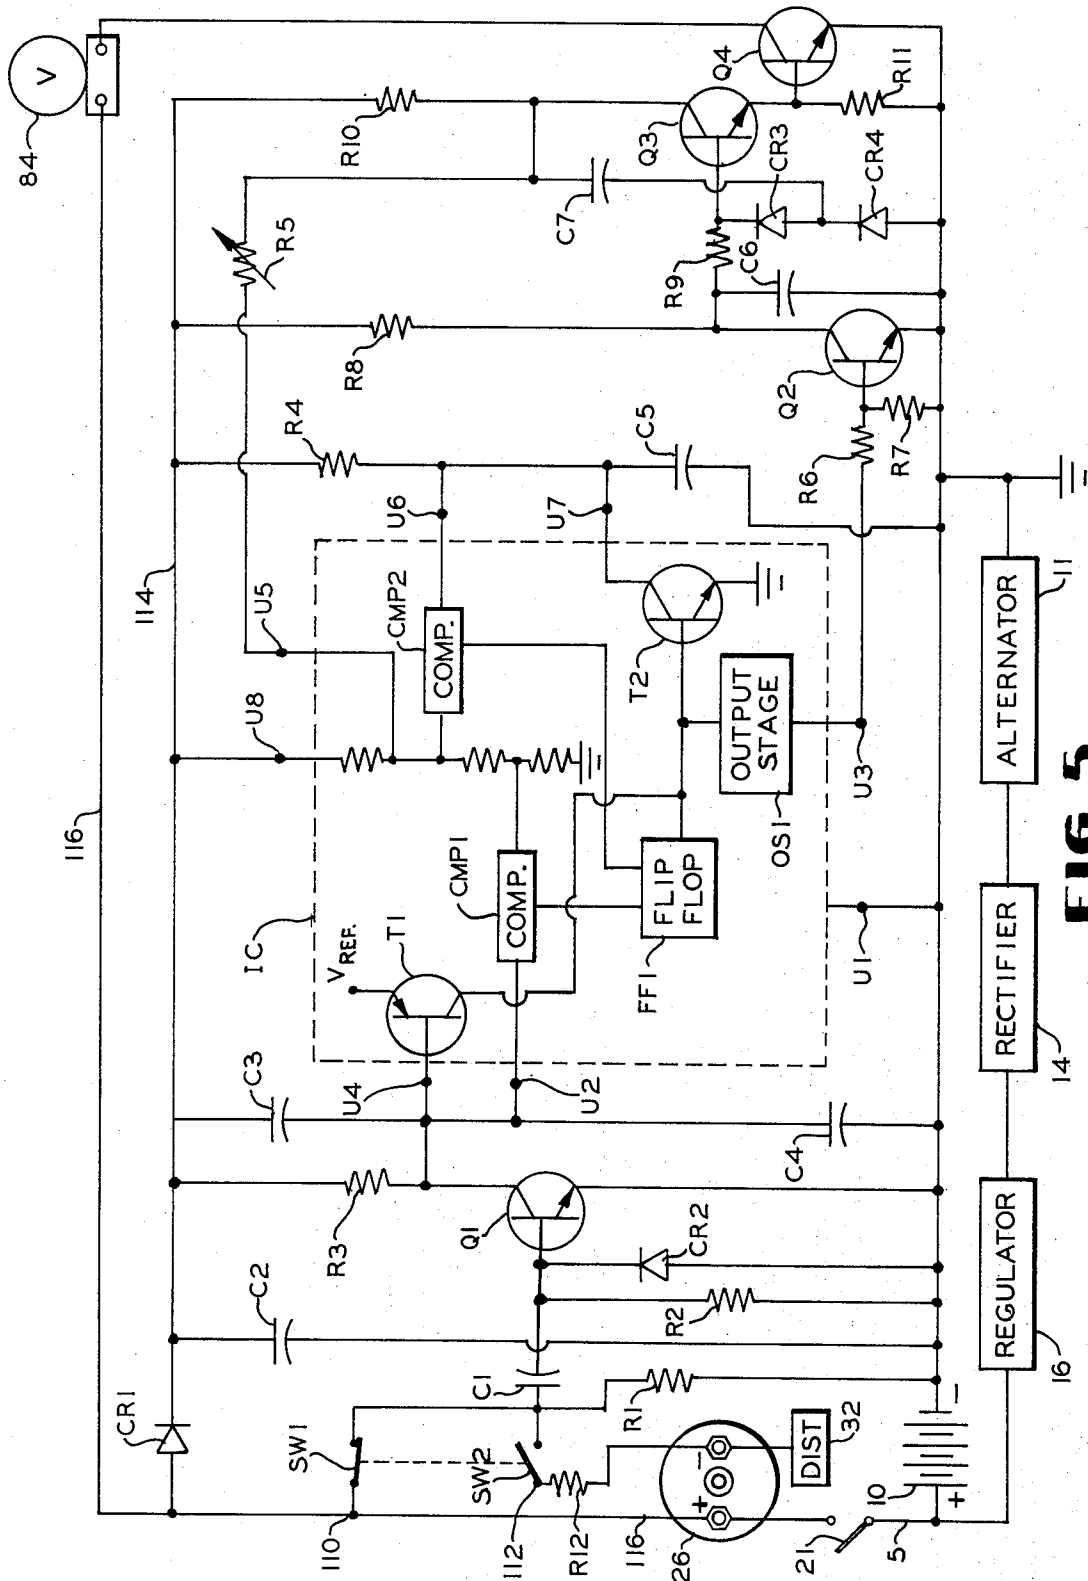 84
V
116
CR1
114
C2
C3
IC
U8
U5
R5
R4
R8
R10
SW1
110
R3
VREF.
T1
U4
CMP2
U6
COMP.
SW2
112
C1
Q1
CMP1
COMP.
U2
U7
C7
R12
R1
R2
CR2
FF1
FLIP
FLOP
T2
C5
R9
C6
Q3
CR3
116
26
+
-
OUTPUT
STAGE
OS1
Q4
C4
DIST
32
Q2
R6
R7
CR4
R11
21
5
10
+
-
U1
U3
REGULATOR
16
RECTIFIER
14
ALTERNATOR
11
FIG 5